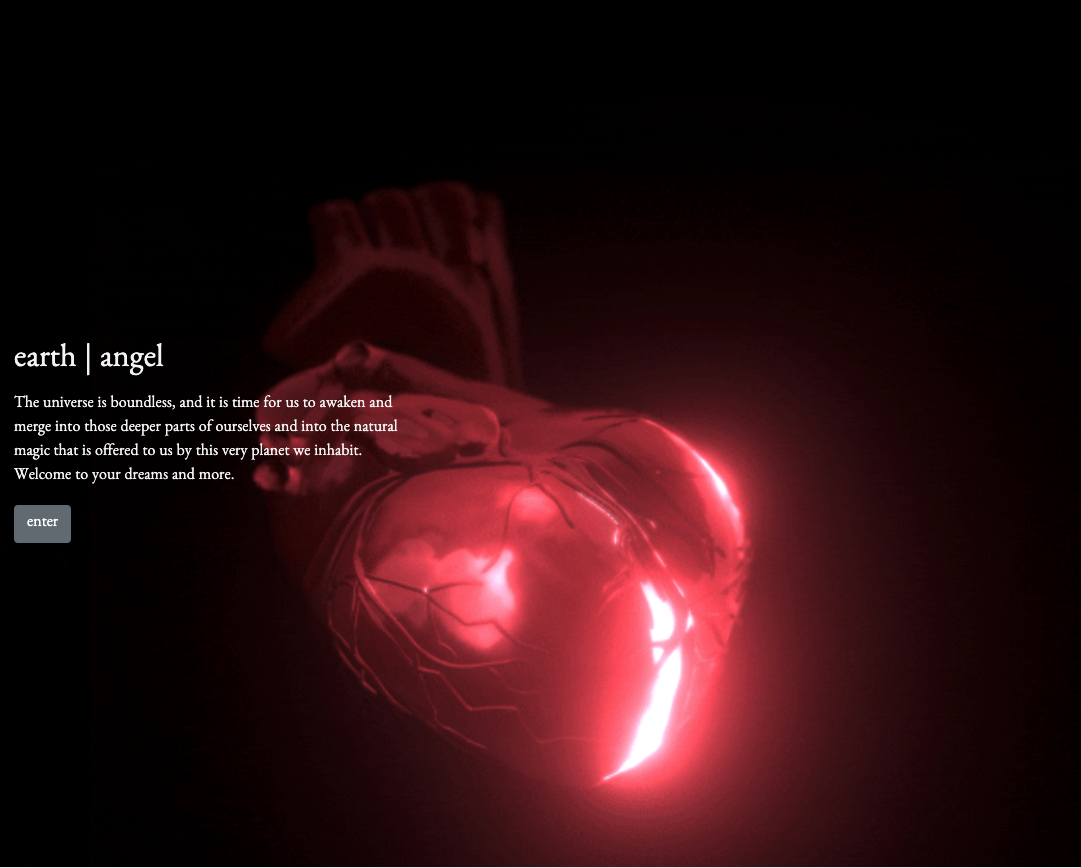 earth | angel
The universe is boundless, and it is time for us to awaken and
merge into those deeper parts of ourselves and into the natural
magic that is offered to us by this very planet we inhabit.
Welcome to your dreams and more.
enter